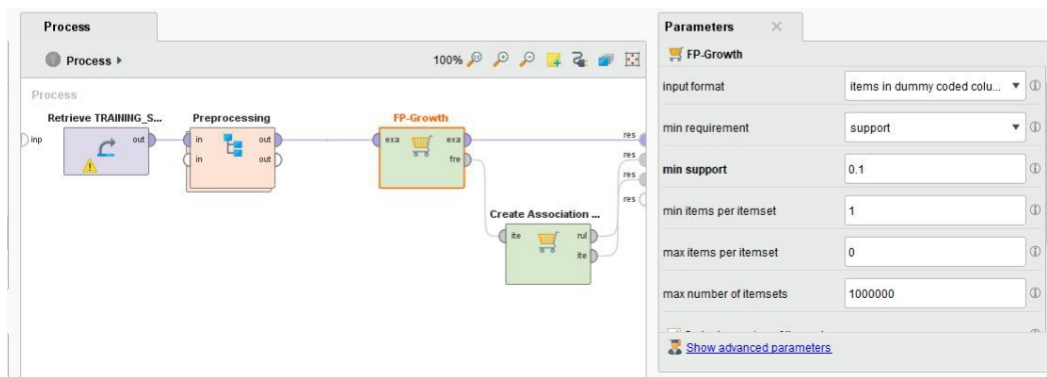 Process
Process
100%
Process
Retrieve TRAINING_S...
Preprocessing
FP-Growth
inp
out
in
out
in
out
exa
exa
fre
res
res
res
res
Create Association ...
ite
rul
ite
Parameters
FP-Growth
input format
items in dummy coded colu...
min requirement
support
min support
0.1
min items per itemset
1
max items per itemset
0
max number of itemsets
1000000
Show advanced parameters